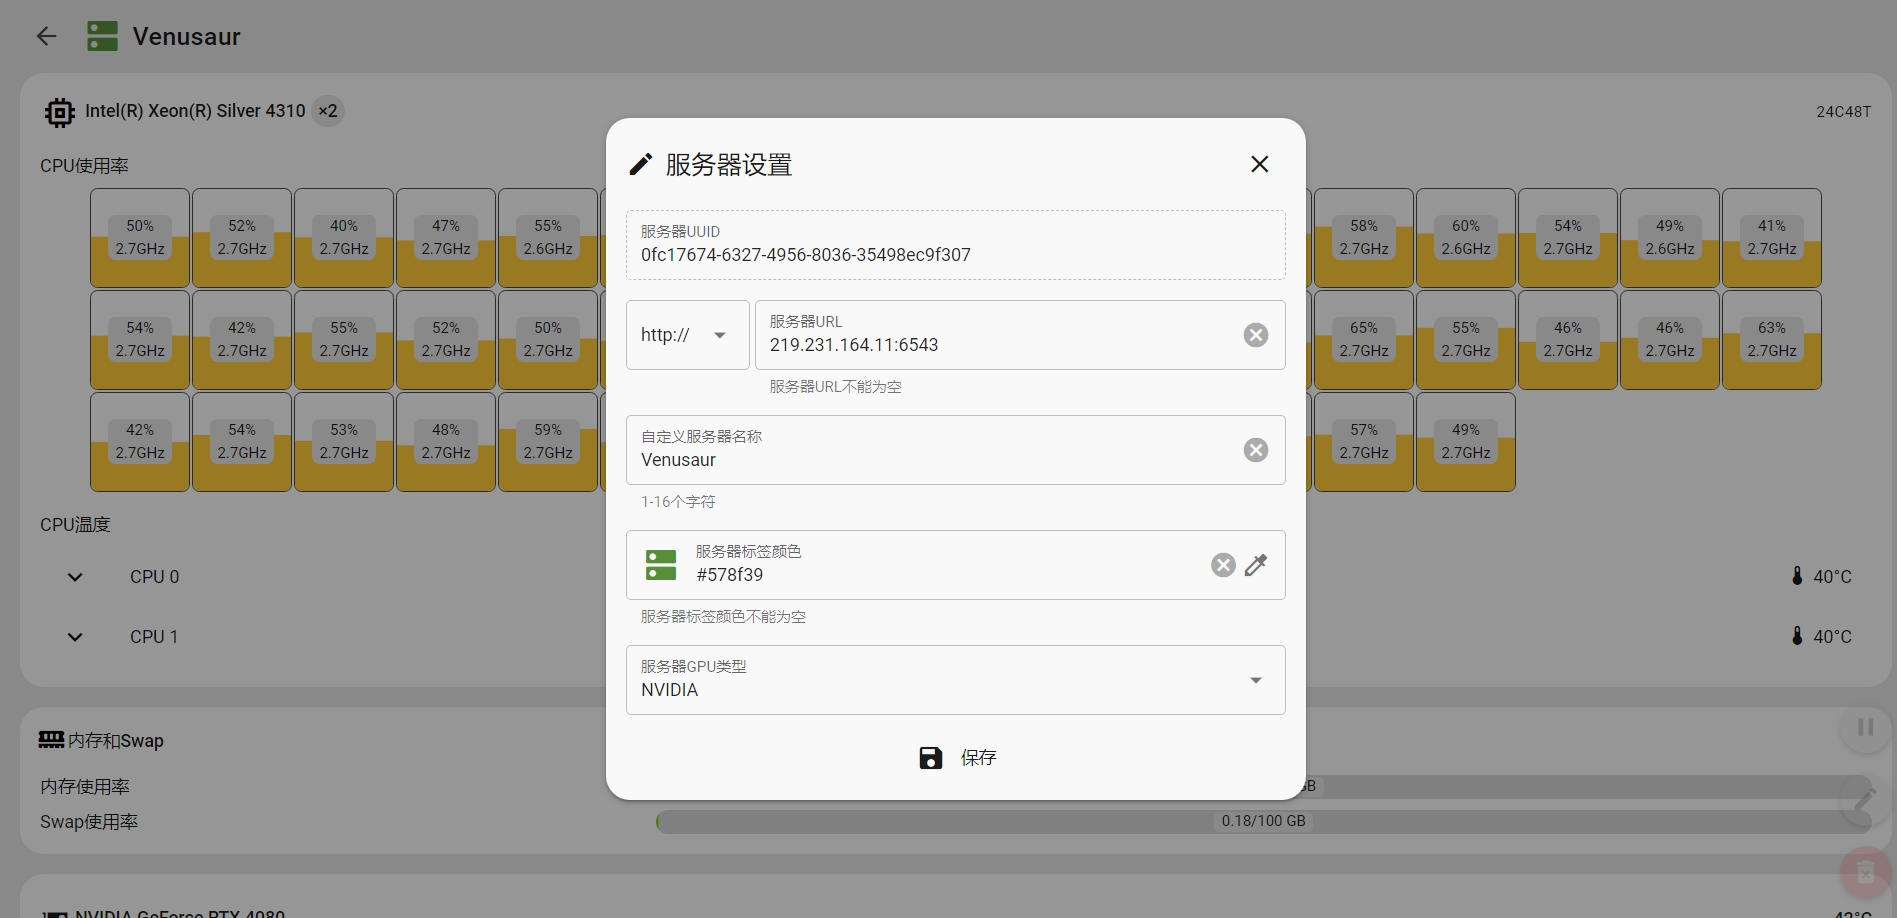 Venusaur
Intel(R) Xeon(R) Silver 4310 ×2
24C48T
CPU使用率
50% 52% 40% 47% 55% 58% 60% 54% 49% 41%
2.7GHz 2.7GHz 2.7GHz 2.7GHz 2.6GHz 2.7GHz 2.6GHz 2.7GHz 2.6GHz 2.7GHz
54% 42% 55% 52% 50% 65% 55% 46% 46% 63%
2.7GHz 2.7GHz 2.7GHz 2.7GHz 2.7GHz 2.7GHz 2.7GHz 2.7GHz 2.7GHz 2.7GHz
42% 54% 53% 48% 59% 57% 49%
2.7GHz 2.7GHz 2.7GHz 2.7GHz 2.7GHz 2.7GHz 2.7GHz
CPU温度
CPU 0 40°C
CPU 1 40°C
内存和Swap
内存使用率
GB
Swap使用率
0.18/100 GB
NVIDIA GeForce RTX 4080
42°C
服务器设置
服务器UUID
0fc17674-6327-4956-8036-35498ec9f307
http://
服务器URL
219.231.164.11:6543
服务器URL不能为空
自定义服务器名称
Venusaur
1-16个字符
服务器标签颜色
#578f39
服务器标签颜色不能为空
服务器GPU类型
NVIDIA
保存